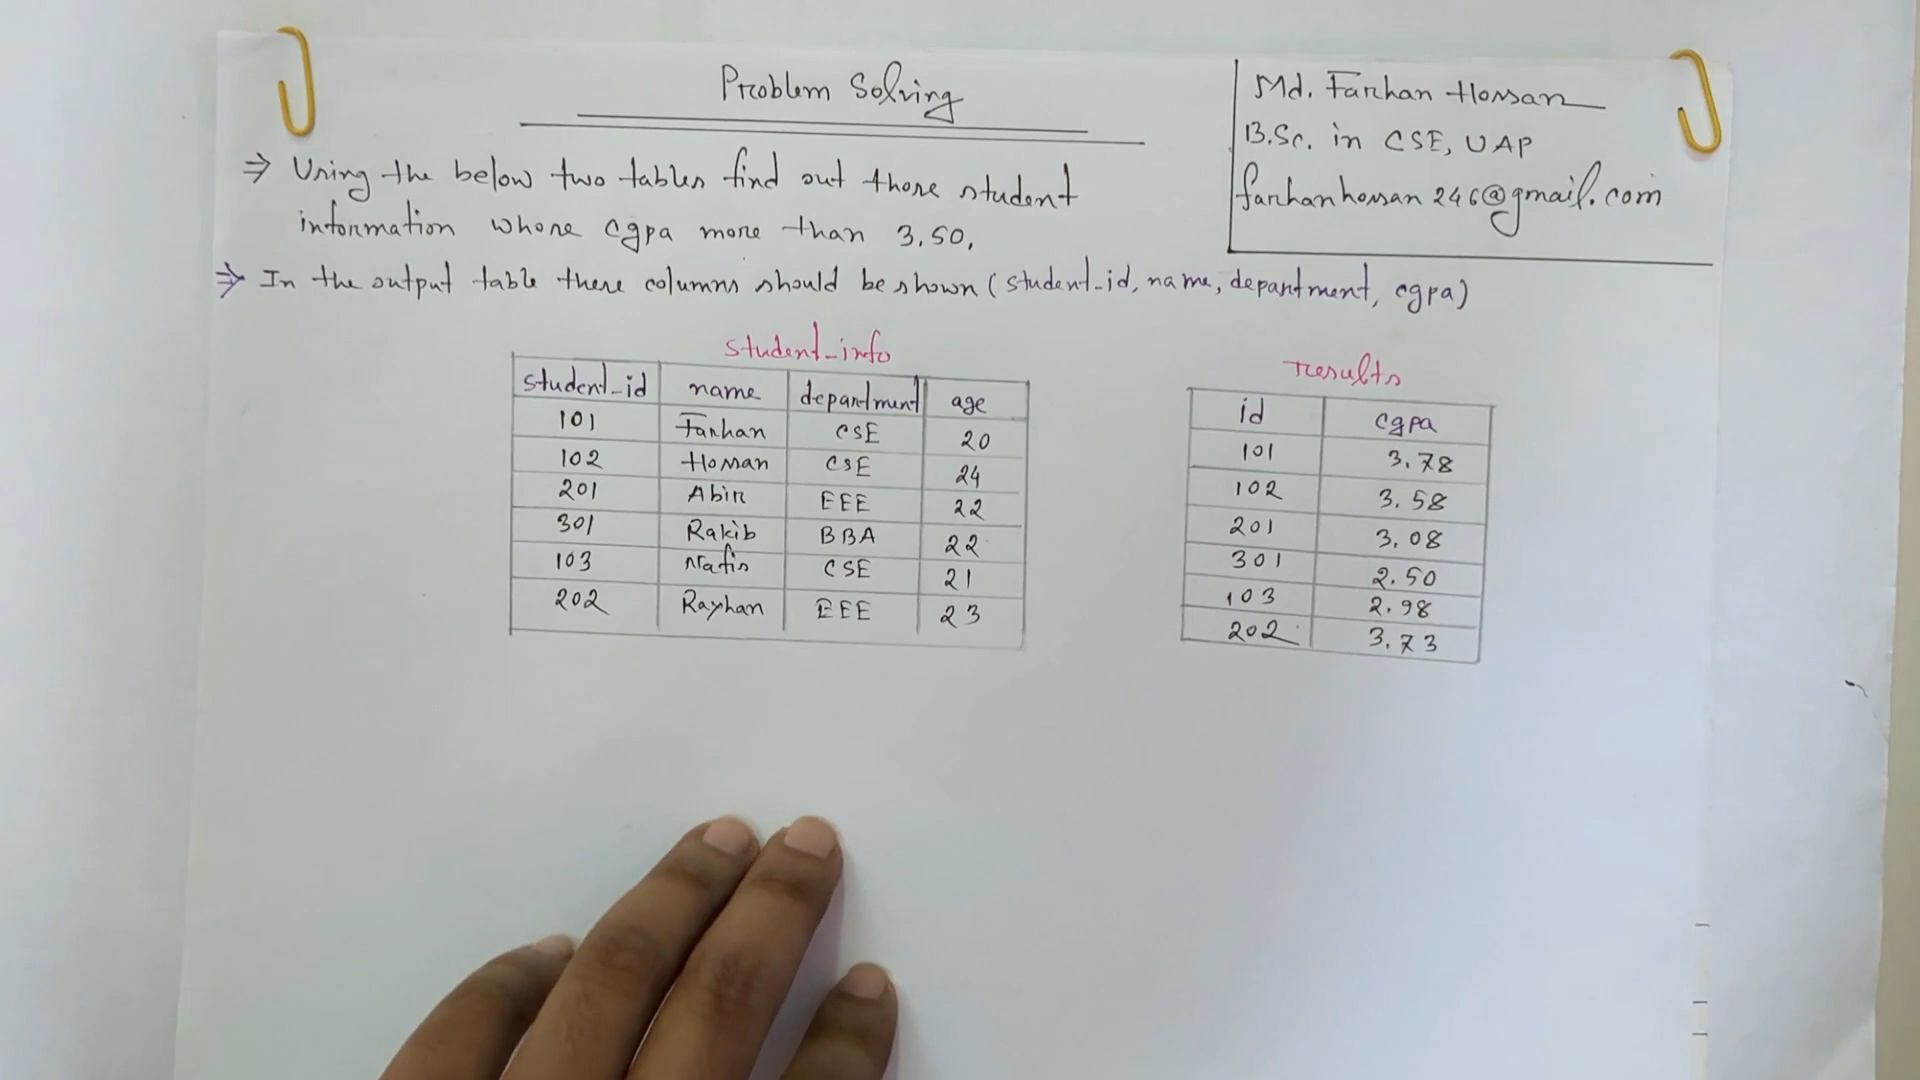 Problem Solving
Md. Farhan Hossan
B.Sc. in CSE, UAP
farhanhossan246@gmail.com
⇒ Using the below two tables find out those student
information whose cgpa more than 3.50.
⇒ In the output table these columns should be shown (student_id, name, department, cgpa)
student_info
student_id name department age
101 Farhan CSE 20
102 Hossan CSE 24
201 Abir EEE 22
301 Rakib BBA 22
103 Nafis CSE 21
202 Rayhan EEE 23
results
id cgpa
101 3.78
102 3.58
201 3.08
301 2.50
103 2.98
202 3.73